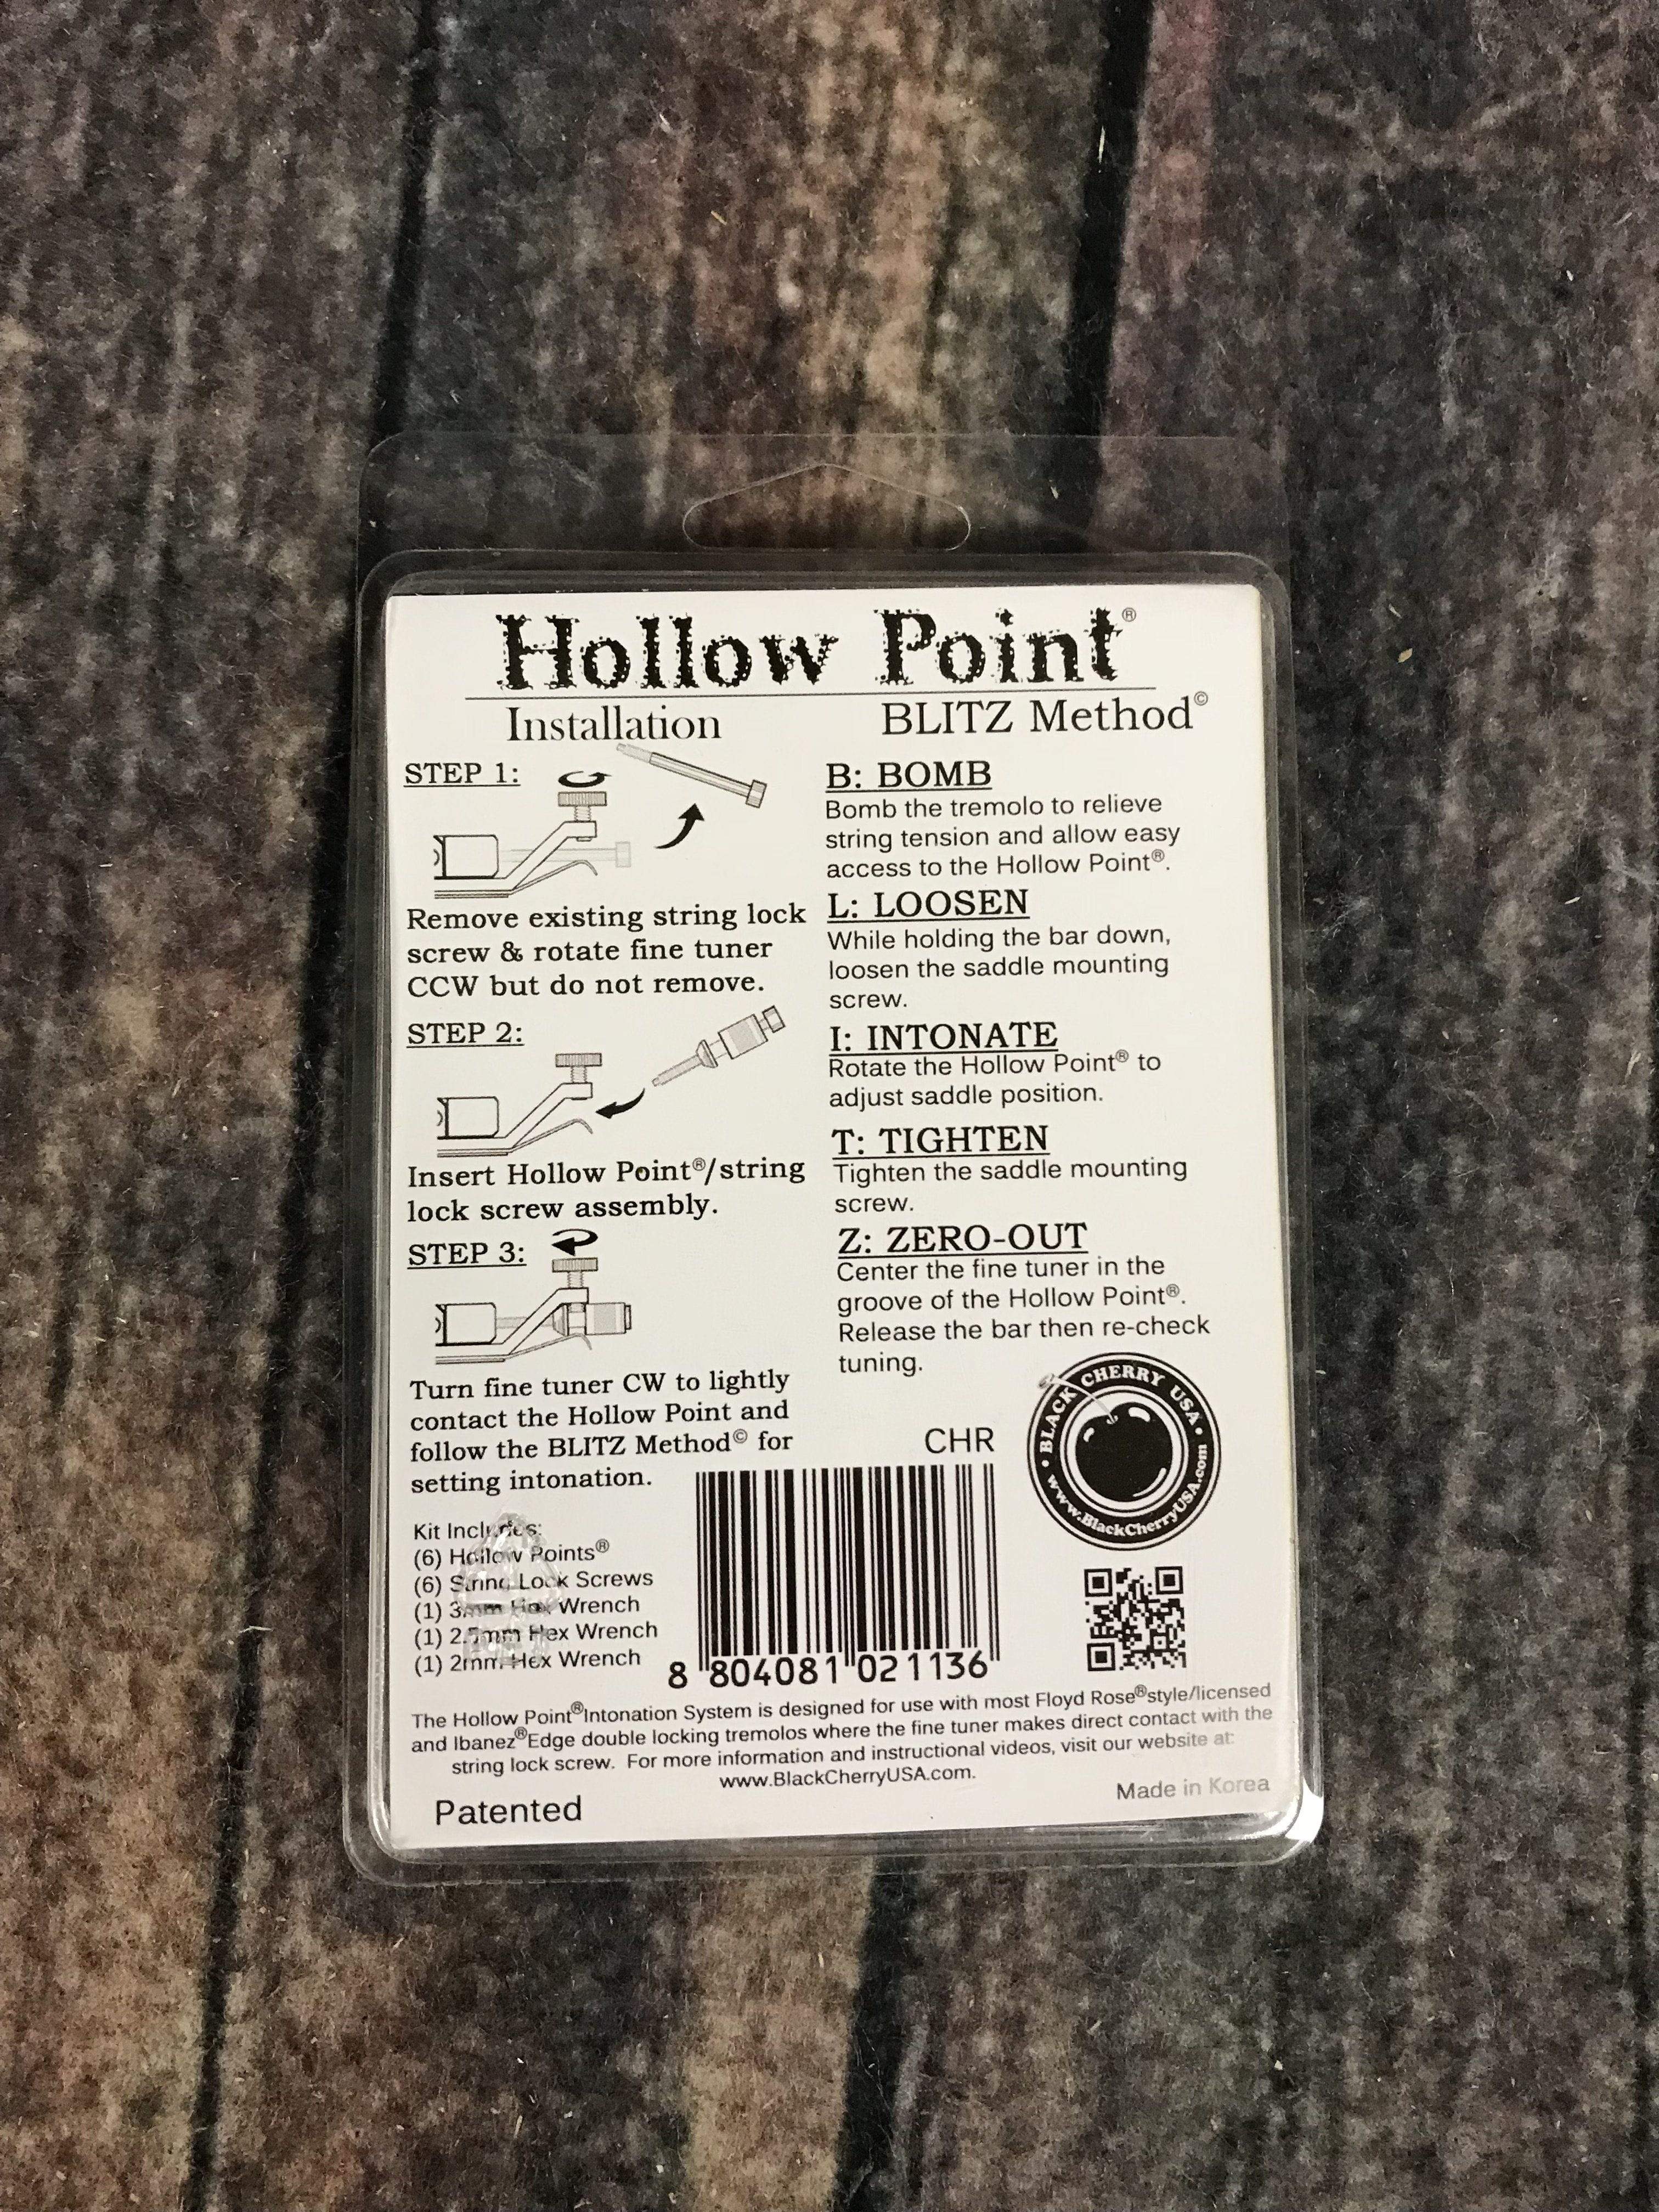 Hollow Point®
Installation
STEP 1:
Remove existing string lock
screw & rotate fine tuner
CCW but do not remove.
STEP 2:
Insert Hollow Point®/string
lock screw assembly.
STEP 3:
Turn fine tuner CW to lightly
contact the Hollow Point and
follow the BLITZ Method© for
setting intonation.
BLITZ Method©
B: BOMB
Bomb the tremolo to relieve
string tension and allow easy
access to the Hollow Point®.
L: LOOSEN
While holding the bar down,
loosen the saddle mounting
screw.
I: INTONATE
Rotate the Hollow Point® to
adjust saddle position.
T: TIGHTEN
Tighten the saddle mounting
screw.
Z: ZERO-OUT
Center the fine tuner in the
groove of the Hollow Point®.
Release the bar then re-check
tuning.
• BLACK CHERRY USA •
www.BlackCherryUSA.com
Kit Includes:
(6) Hollow Points®
(6) String Lock Screws
(1) 3mm Hex Wrench
(1) 2.5mm Hex Wrench
(1) 2mm Hex Wrench
CHR
8 804081 021136
The Hollow Point® Intonation System is designed for use with most Floyd Rose® style/licensed
and Ibanez® Edge double locking tremolos where the fine tuner makes direct contact with the
string lock screw. For more information and instructional videos, visit our website at:
www.BlackCherryUSA.com.
Patented
Made in Korea